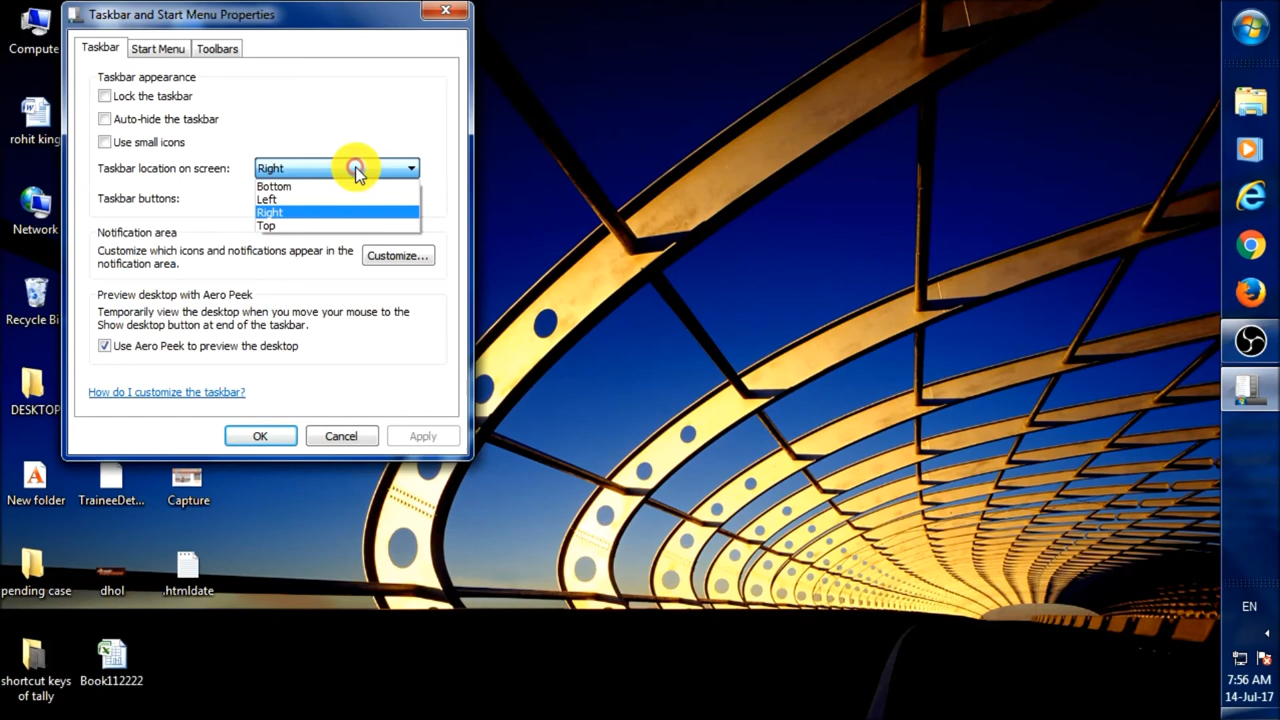 Taskbar and Start Menu Properties
Taskbar
Start Menu
Toolbars
Taskbar appearance
Lock the taskbar
Auto-hide the taskbar
Use small icons
Taskbar location on screen:
Right
Bottom
Left
Right
Top
Taskbar buttons:
Notification area
Customize which icons and notifications appear in the
notification area.
Customize...
Preview desktop with Aero Peek
Temporarily view the desktop when you move your mouse to the
Show desktop button at end of the taskbar.
Use Aero Peek to preview the desktop
How do I customize the taskbar?
OK
Cancel
Apply
Compute
rohit king
Network
Recycle Bi
DESKTOP
New folder
TraineeDet...
Capture
pending case
dhol
.htmldate
shortcut keys
of tally
Book112222
EN
7:56 AM
14-Jul-17